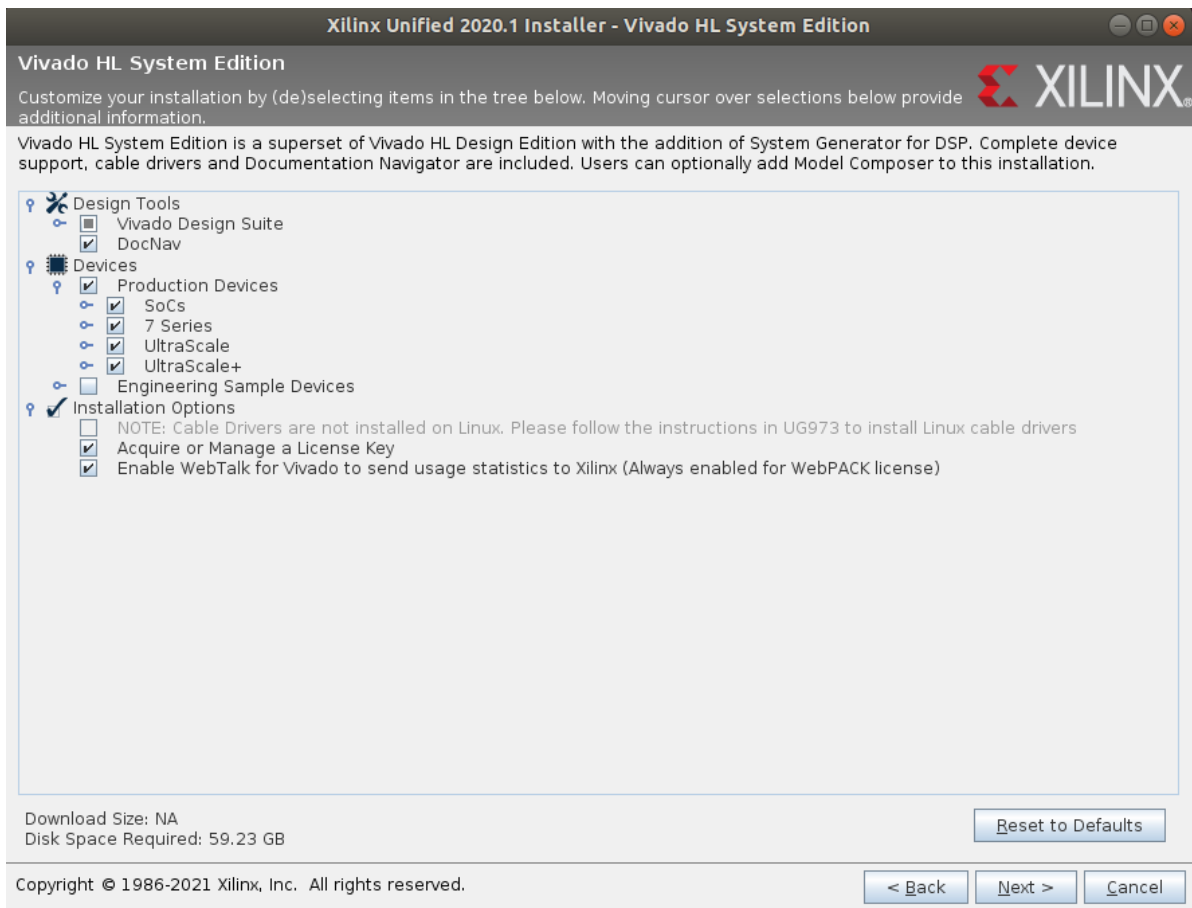 Xilinx Unified 2020.1 Installer - Vivado HL System Edition
Vivado HL System Edition
Customize your installation by (de)selecting items in the tree below. Moving cursor over selections below provide
additional information.
XILINX®
Vivado HL System Edition is a superset of Vivado HL Design Edition with the addition of System Generator for DSP. Complete device
support, cable drivers and Documentation Navigator are included. Users can optionally add Model Composer to this installation.
Design Tools
Vivado Design Suite
DocNav
Devices
Production Devices
SoCs
7 Series
UltraScale
UltraScale+
Engineering Sample Devices
Installation Options
NOTE: Cable Drivers are not installed on Linux. Please follow the instructions in UG973 to install Linux cable drivers
Acquire or Manage a License Key
Enable WebTalk for Vivado to send usage statistics to Xilinx (Always enabled for WebPACK license)
Download Size: NA
Disk Space Required: 59.23 GB
Reset to Defaults
Copyright © 1986-2021 Xilinx, Inc. All rights reserved.
< Back
Next >
Cancel